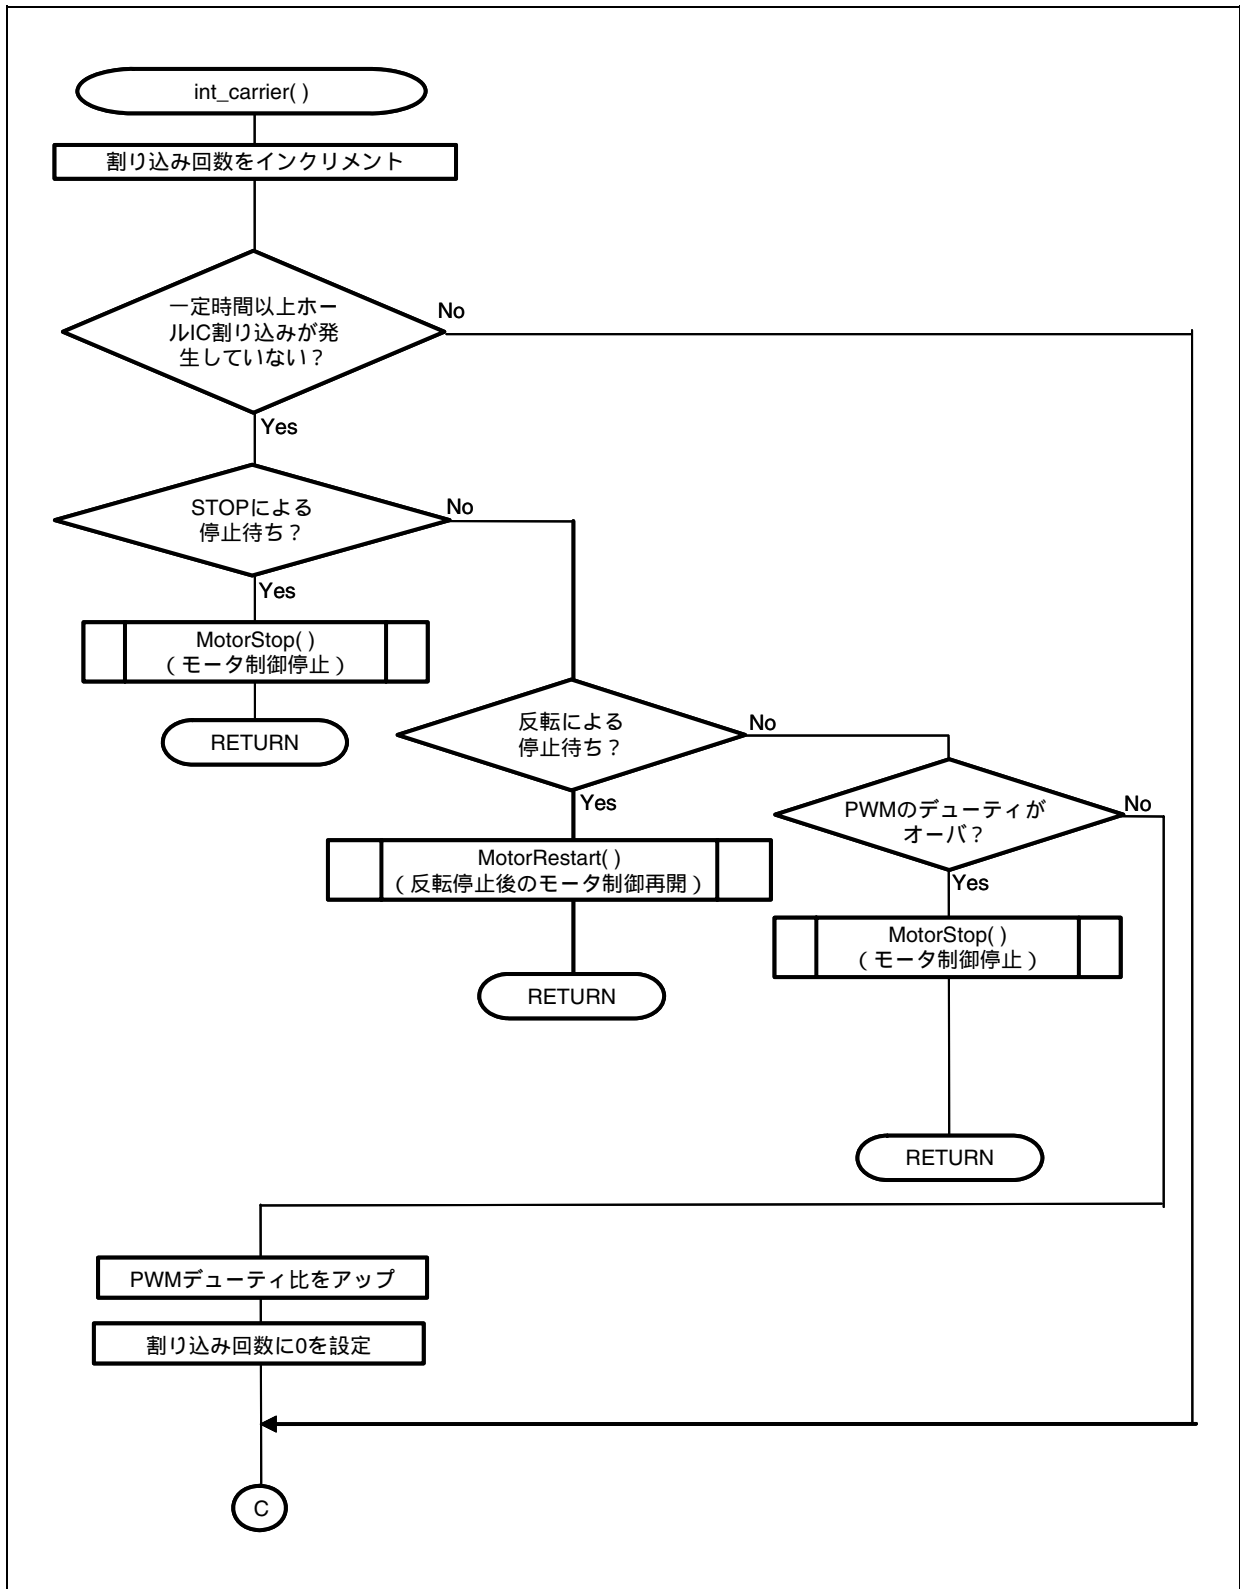 int_carrier( )
割り込み回数をインクリメント
一定時間以上ホー
ルIC割り込みが発
生していない？
No
Yes
STOPによる
停止待ち？
No
Yes
MotorStop( )
（モータ制御停止）
RETURN
反転による
停止待ち？
No
Yes
MotorRestart( )
（反転停止後のモータ制御再開）
RETURN
PWMのデューティが
オーバ？
No
Yes
MotorStop( )
（モータ制御停止）
RETURN
PWMデューティ比をアップ
割り込み回数に0を設定
C